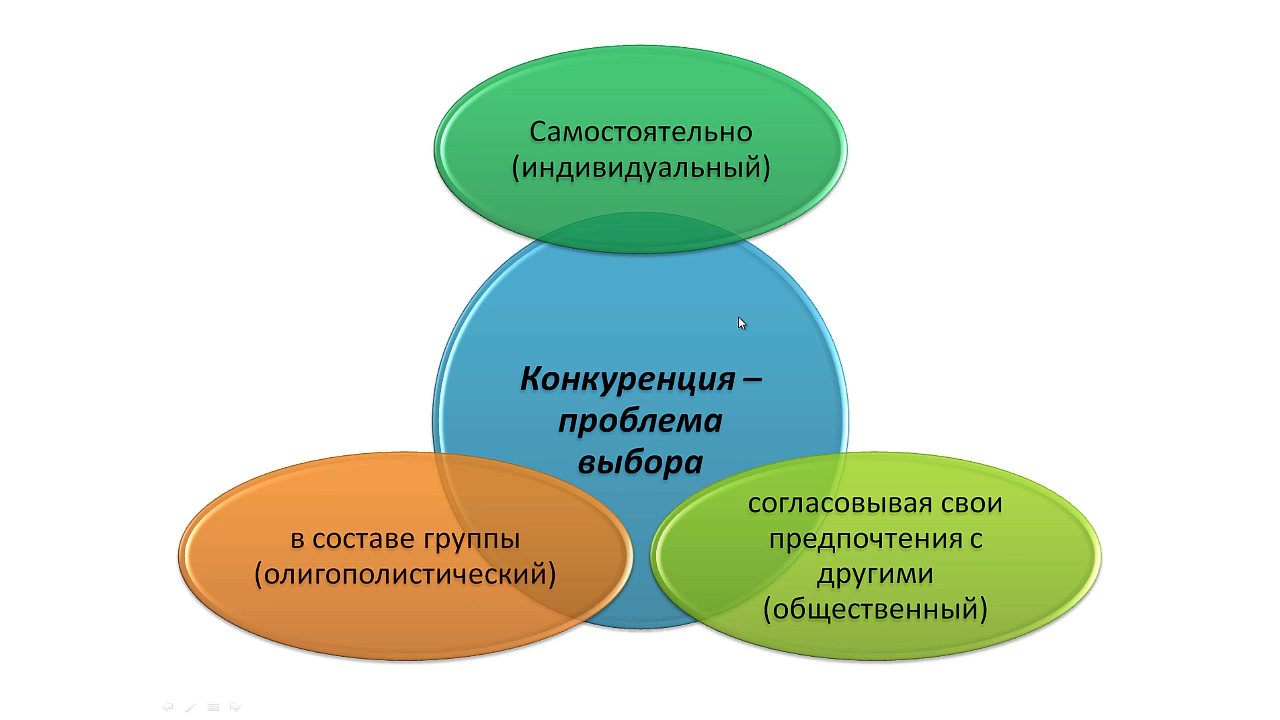 Самостоятельно
(индивидуальный)
Конкуренция –
проблема
выбора
в составе группы
(олигополистический)
согласовывая свои
предпочтения с
другими
(общественный)